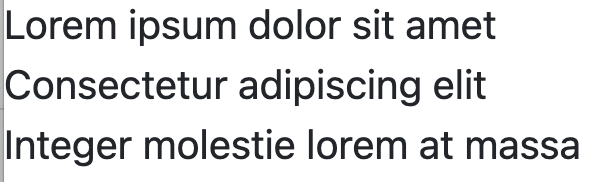 Lorem ipsum dolor sit amet
Consectetur adipiscing elit
Integer molestie lorem at massa